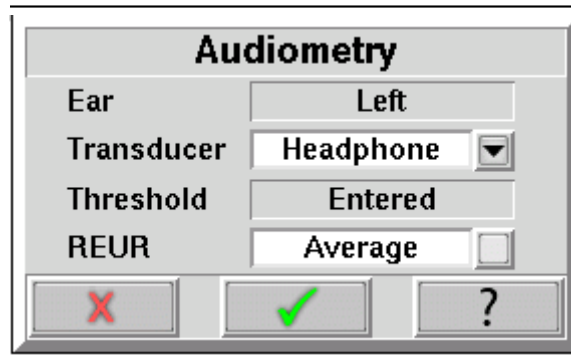 Audiometry
Ear Left
Transducer Headphone
Threshold Entered
REUR Average
?